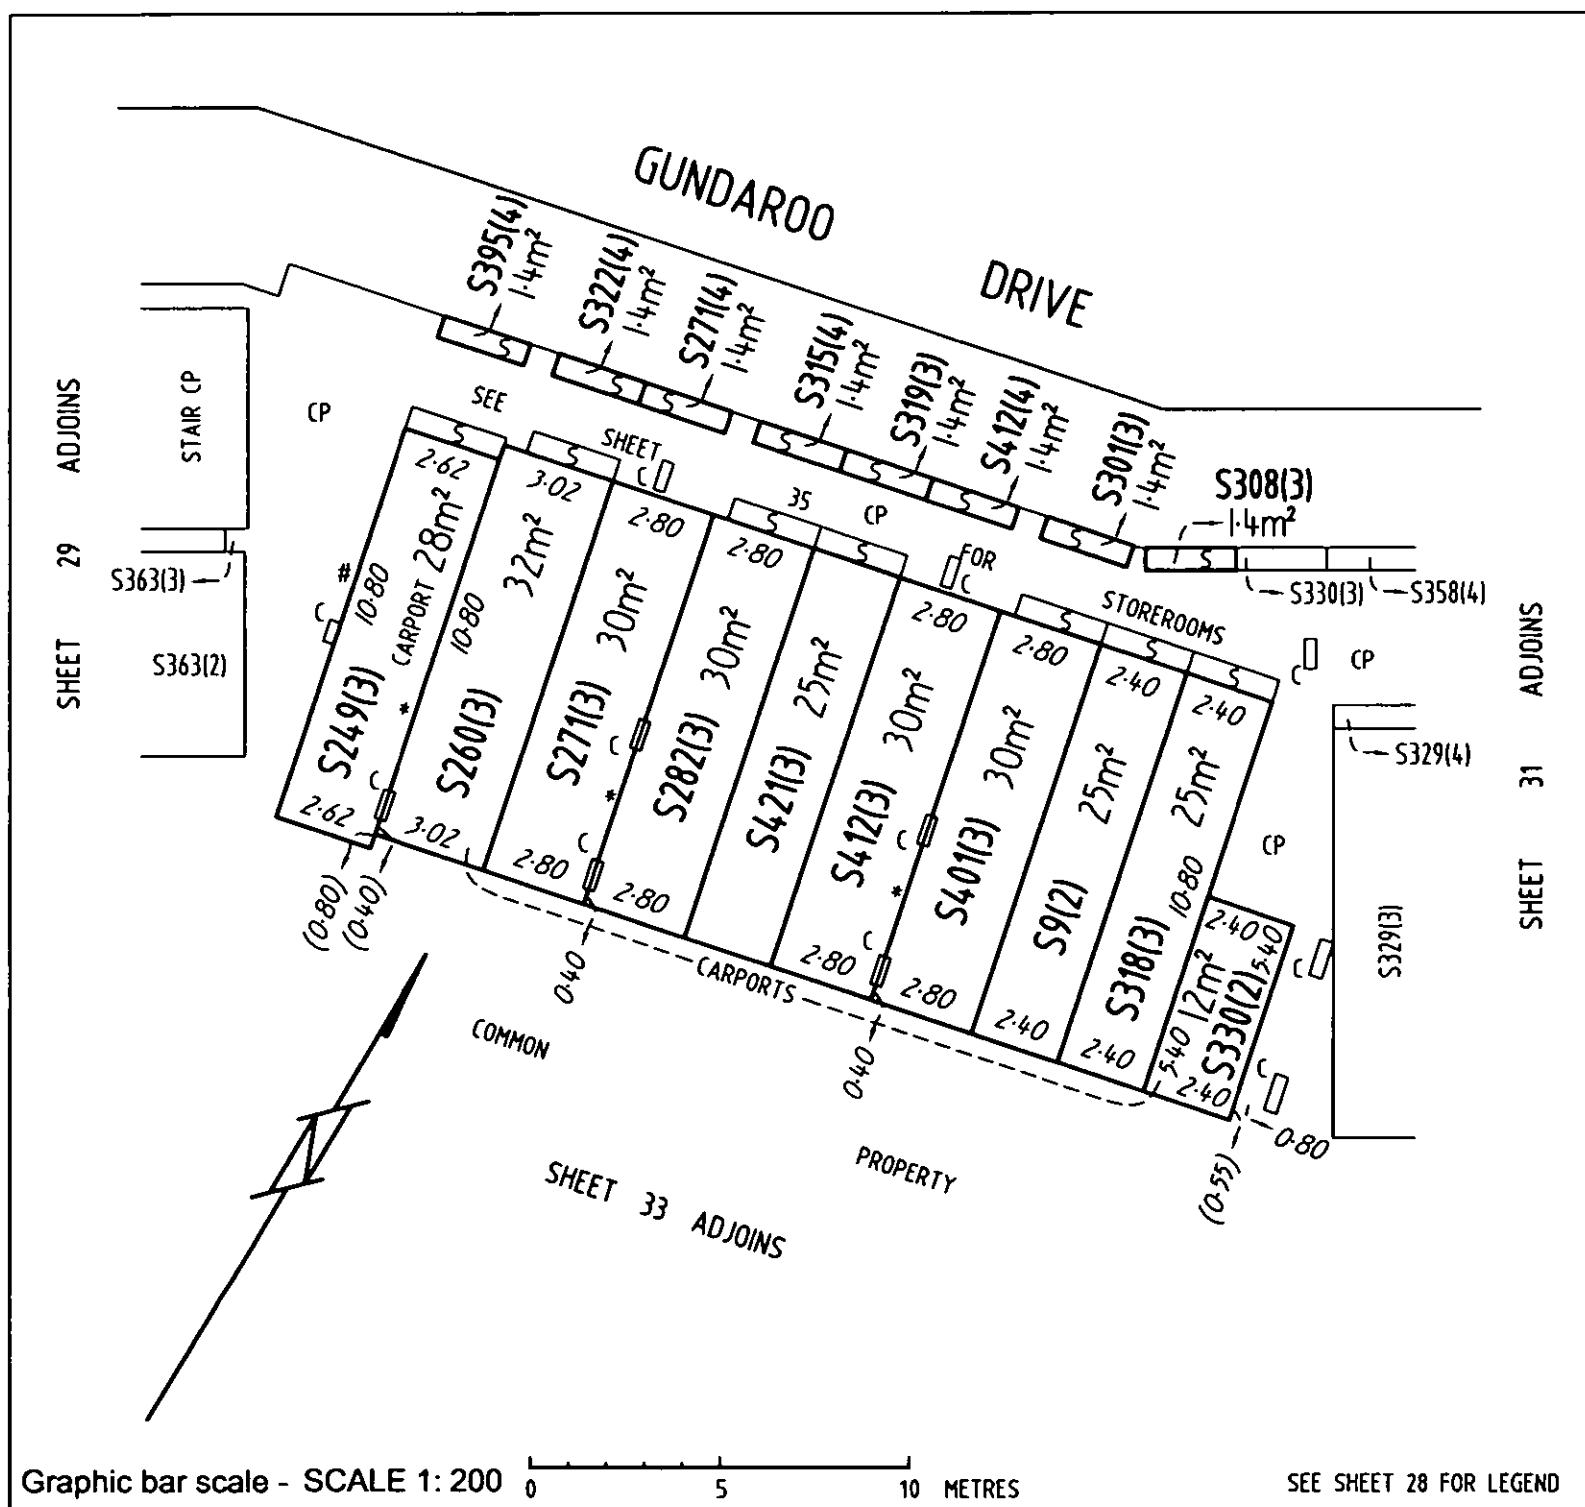 GUNDAROO
DRIVE
S395(4)
1·4m²
S322(4)
1·4m²
S271(4)
1·4m²
S315(4)
1·4m²
S319(3)
1·4m²
S412(4)
1·4m²
S301(3)
1·4m²
S308(3)
1·4m²
SHEET 29 ADJOINS
STAIR CP
CP
SEE
SHEET
35
CP
FOR
STOREROOMS
C
C
S363(3)
S363(2)
S330(3)
S358(4)
C
CP
S329(4)
SHEET 31 ADJOINS
S329(3)
CP
#
C
2·62
10·80
CARPORT
28m²
S249(3)
*
C
2·62
3·02
10·80
32m²
S260(3)
3·02
2·80
30m²
S271(3)
2·80
C
*
C
2·80
30m²
S282(3)
2·80
25m²
S421(3)
2·80
30m²
S412(3)
2·80
C
*
C
2·80
30m²
S401(3)
2·80
2·40
25m²
S9(2)
2·40
2·40
25m²
10·80
S318(3)
2·40
2·40
5·40
12m²
S330(2)
5·40
2·40
C
C
(0·80)
(0·40)
0·40
CARPORTS
0·40
0·80
(0·55)
COMMON
PROPERTY
SHEET 33 ADJOINS
N
Graphic bar scale - SCALE 1: 200
0 5 10 METRES
SEE SHEET 28 FOR LEGEND